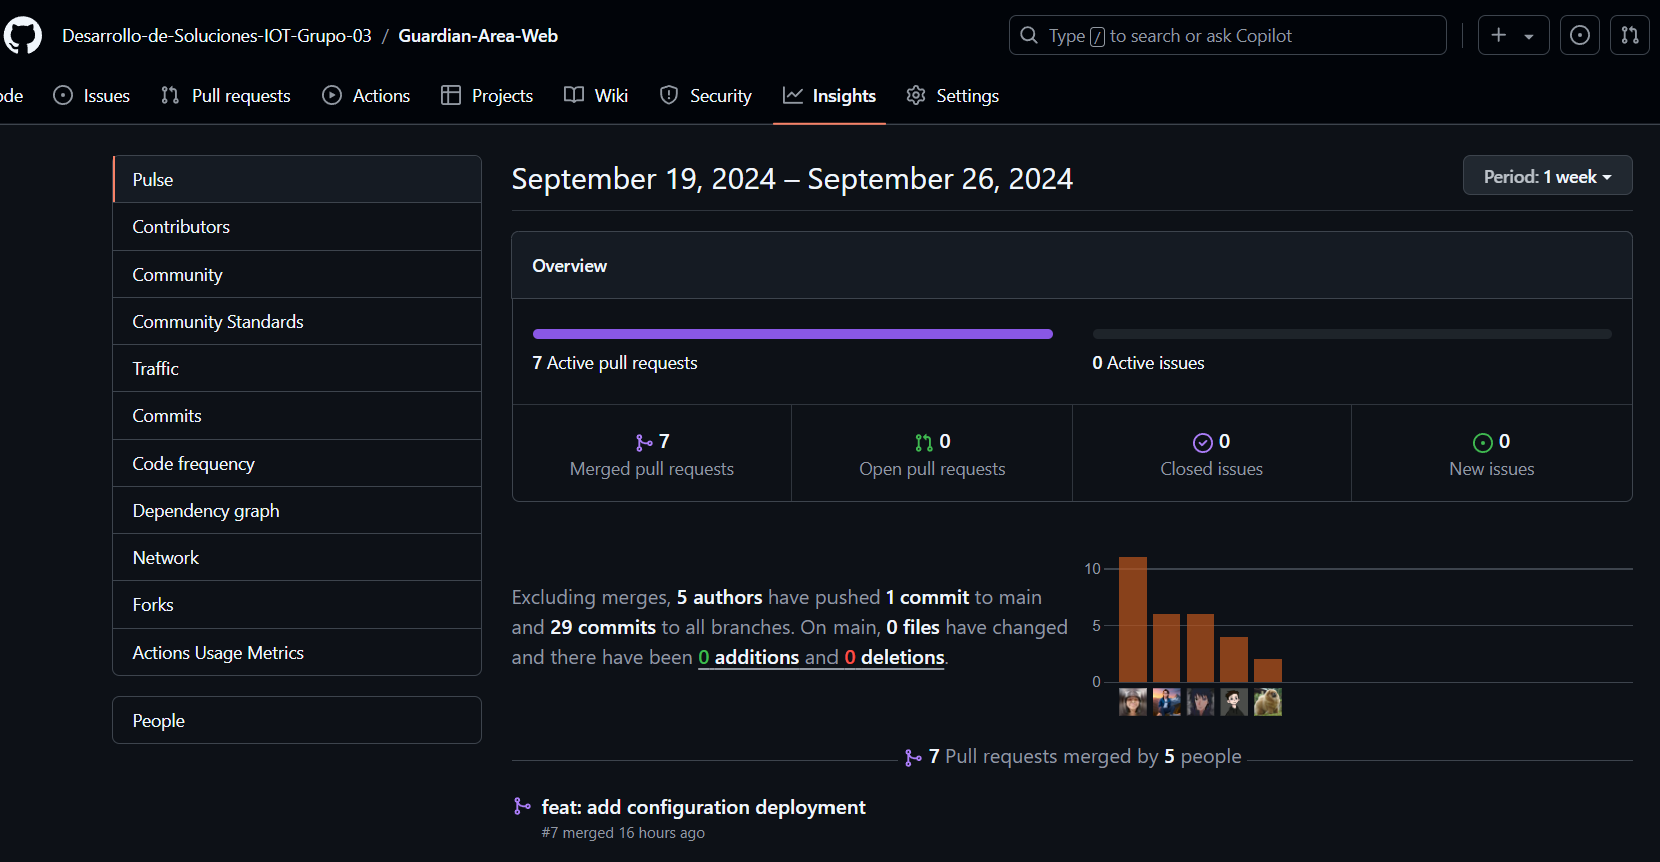 Desarrollo-de-Soluciones-IOT-Grupo-03 / Guardian-Area-Web
Type / to search or ask Copilot
ode Issues Pull requests Actions Projects Wiki Security Insights Settings
Pulse
Contributors
Community
Community Standards
Traffic
Commits
Code frequency
Dependency graph
Network
Forks
Actions Usage Metrics
People
September 19, 2024 – September 26, 2024
Period: 1 week
Overview
7 Active pull requests
0 Active issues
7
Merged pull requests
0
Open pull requests
0
Closed issues
0
New issues
Excluding merges, 5 authors have pushed 1 commit to main
and 29 commits to all branches. On main, 0 files have changed
and there have been 0 additions and 0 deletions.
10
5
0
7 Pull requests merged by 5 people
feat: add configuration deployment
#7 merged 16 hours ago